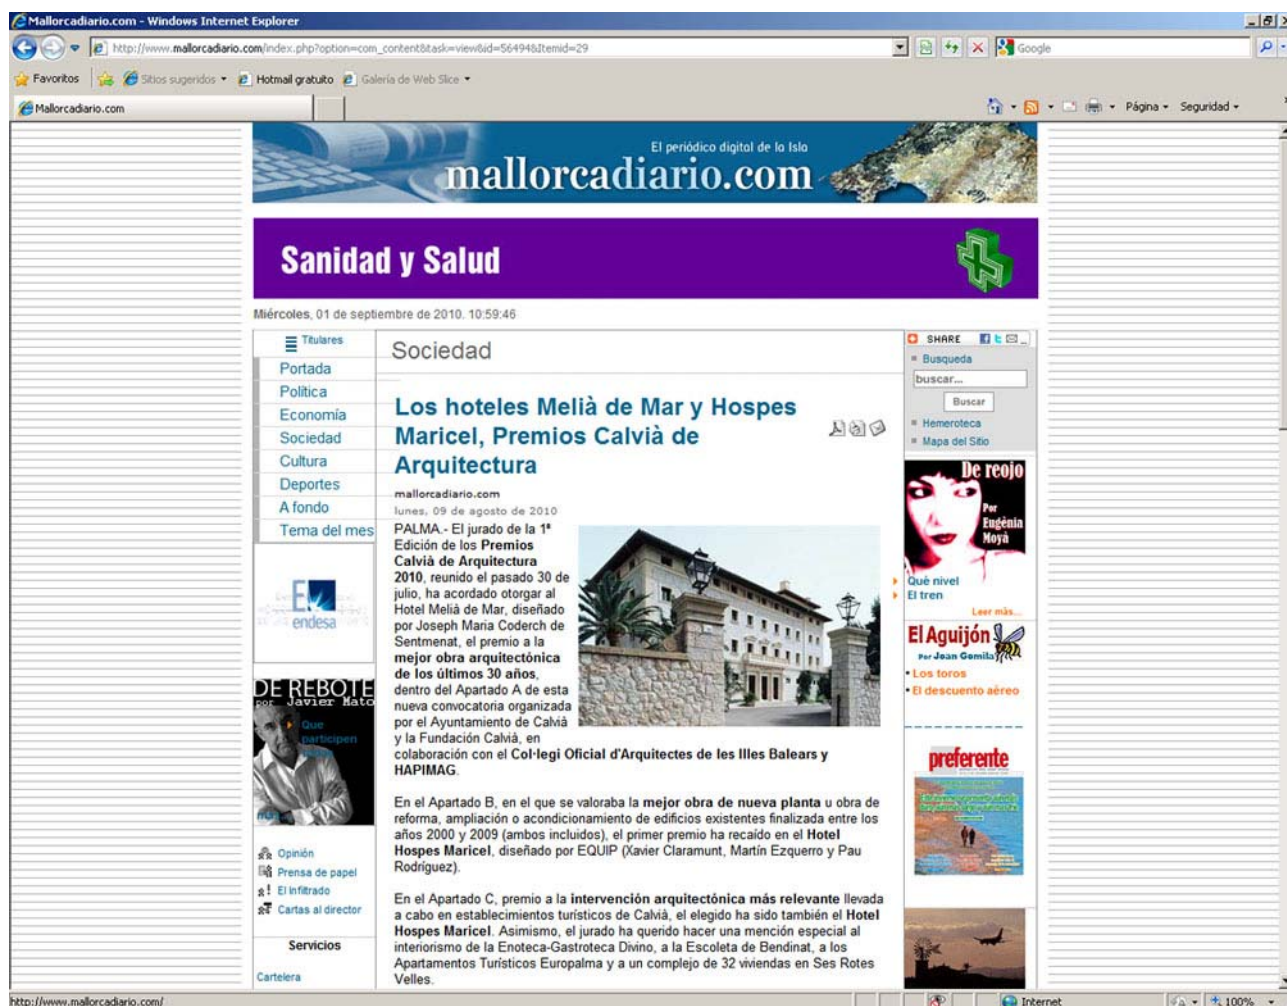 Mallorcadiario.com - Windows Internet Explorer
http://www.mallorcadiario.com/index.php?option=com_content&task=view&id=56494&Itemid=29
Google
Favoritos
Sitios sugeridos
Hotmail gratuito
Galería de Web Slice
Mallorcadiario.com
Página
Seguridad
El periódico digital de la Isla
mallorcadiario.com
Sanidad y Salud
Miércoles, 01 de septiembre de 2010. 10:59:46
Titulares
Portada
Política
Economía
Sociedad
Cultura
Deportes
A fondo
Tema del mes
endesa
DE REBOTE
por Javier Mato
Que
participen
Opinión
Prensa de papel
El infiltrado
Cartas al director
Servicios
Cartelera
Sociedad
Los hoteles Melià de Mar y Hospes
Maricel, Premios Calvià de
Arquitectura
mallorcadiario.com
lunes, 09 de agosto de 2010
PALMA.- El jurado de la 1ª
Edición de los Premios
Calvià de Arquitectura
2010, reunido el pasado 30 de
julio, ha acordado otorgar al
Hotel Melià de Mar, diseñado
por Joseph Maria Coderch de
Sentmenat, el premio a la
mejor obra arquitectónica
de los últimos 30 años,
dentro del Apartado A de esta
nueva convocatoria organizada
por el Ayuntamiento de Calvià
y la Fundación Calvià, en
colaboración con el Col·legi Oficial d'Arquitectes de les Illes Balears y
HAPIMAG.
En el Apartado B, en el que se valoraba la mejor obra de nueva planta u obra de
reforma, ampliación o acondicionamiento de edificios existentes finalizada entre los
años 2000 y 2009 (ambos incluidos), el primer premio ha recaído en el Hotel
Hospes Maricel, diseñado por EQUIP (Xavier Claramunt, Martín Ezquerro y Pau
Rodríguez).
En el Apartado C, premio a la intervención arquitectónica más relevante llevada
a cabo en establecimientos turísticos de Calvià, el elegido ha sido también el Hotel
Hospes Maricel. Asimismo, el jurado ha querido hacer una mención especial al
interiorismo de la Enoteca-Gastroteca Divino, a la Escoleta de Bendinat, a los
Apartamentos Turísticos Europalma y a un complejo de 32 viviendas en Ses Rotes
Velles.
SHARE
Busqueda
buscar...
Buscar
Hemeroteca
Mapa del Sitio
De reojo
Por
Eugènia
Moyá
Qué nivel
El tren
Leer más...
El Aguijón
Por Joan Gomila
Los toros
El descuento aéreo
preferente
http://www.mallorcadiario.com/
Internet
100%